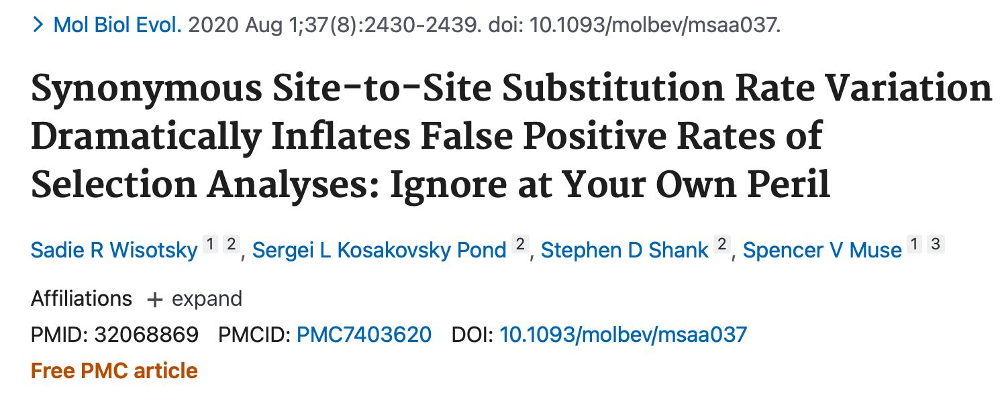 > Mol Biol Evol. 2020 Aug 1;37(8):2430-2439. doi: 10.1093/molbev/msaa037.
Synonymous Site-to-Site Substitution Rate Variation
Dramatically Inflates False Positive Rates of
Selection Analyses: Ignore at Your Own Peril
Sadie R Wisotsky 1 2, Sergei L Kosakovsky Pond 2, Stephen D Shank 2, Spencer V Muse 1 3
Affiliations + expand
PMID: 32068869 PMCID: PMC7403620 DOI: 10.1093/molbev/msaa037
Free PMC article